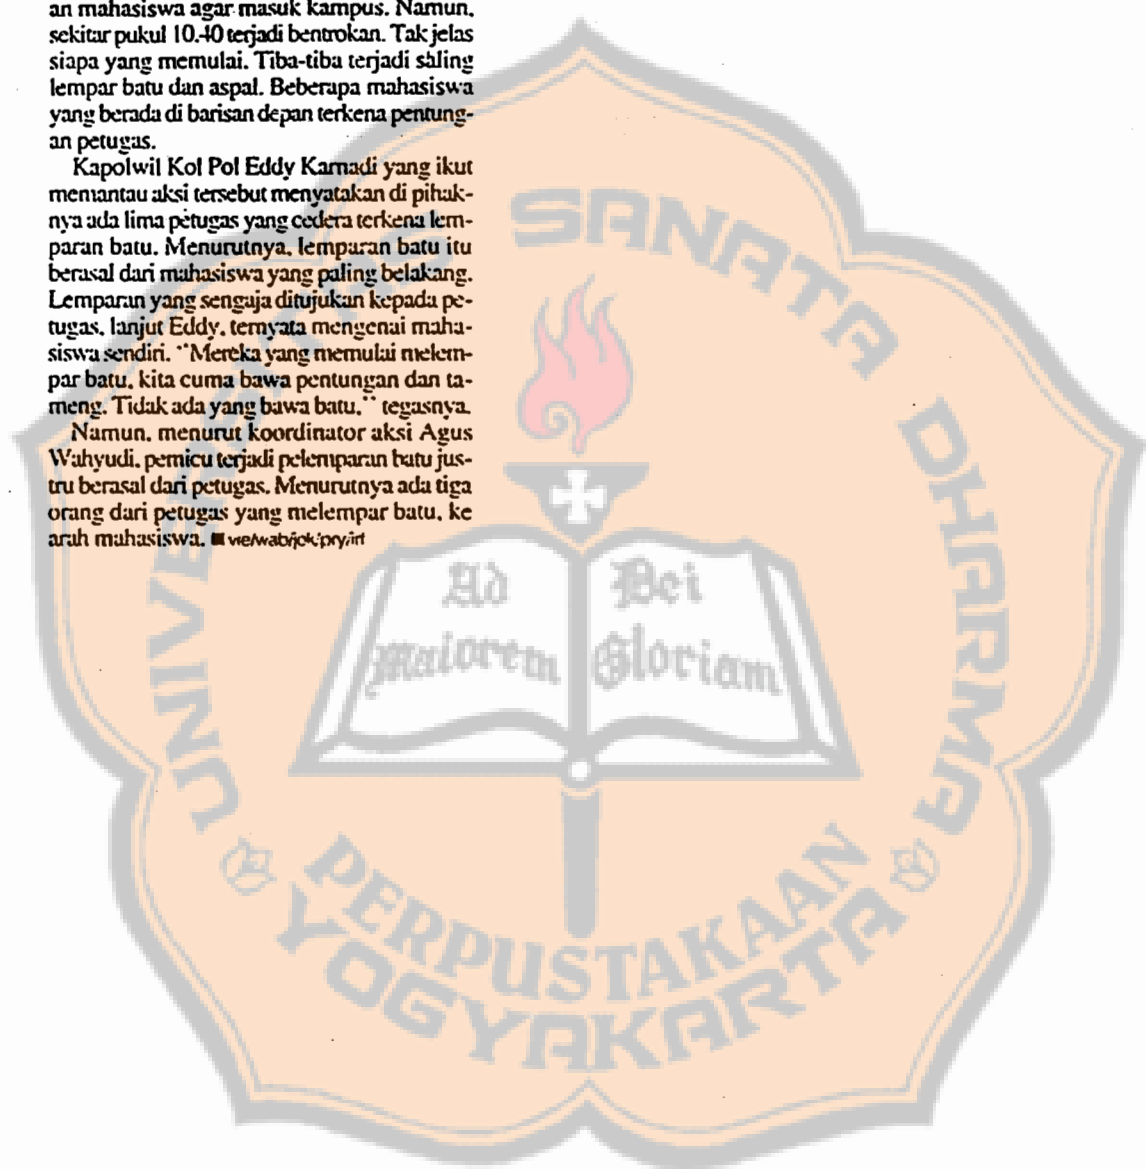 an mahasiswa agar masuk kampus. Namun,
sekitar pukul 10.40 terjadi bentrokan. Tak jelas
siapa yang memulai. Tiba-tiba terjadi saling
lempar batu dan aspal. Beberapa mahasiswa
yang berada di barisan depan terkena pentung-
an petugas.
Kapolwil Kol Pol Eddy Karnadi yang ikut
memantau aksi tersebut menyatakan di pihak-
nya ada lima petugas yang cedera terkena lem-
paran batu. Menurutnya, lemparan batu itu
berasal dari mahasiswa yang paling belakang.
Lemparan yang sengaja ditujukan kepada pe-
tugas, lanjut Eddy, ternyata mengenai maha-
siswa sendiri. "Mereka yang memulai melem-
par batu, kita cuma bawa pentungan dan ta-
meng. Tidak ada yang bawa batu," tegasnya.
Namun, menurut koordinator aksi Agus
Wahyudi, pemicu terjadi pelemparan batu jus-
tru berasal dari petugas. Menurutnya ada tiga
orang dari petugas yang melempar batu, ke
arah mahasiswa. ■ vie/wab/jok/pry/irf
UNIVERSITAS SANATA DHARMA
Ad Dei
maiorem Gloriam
PERPUSTAKAAN
YOGYAKARTA